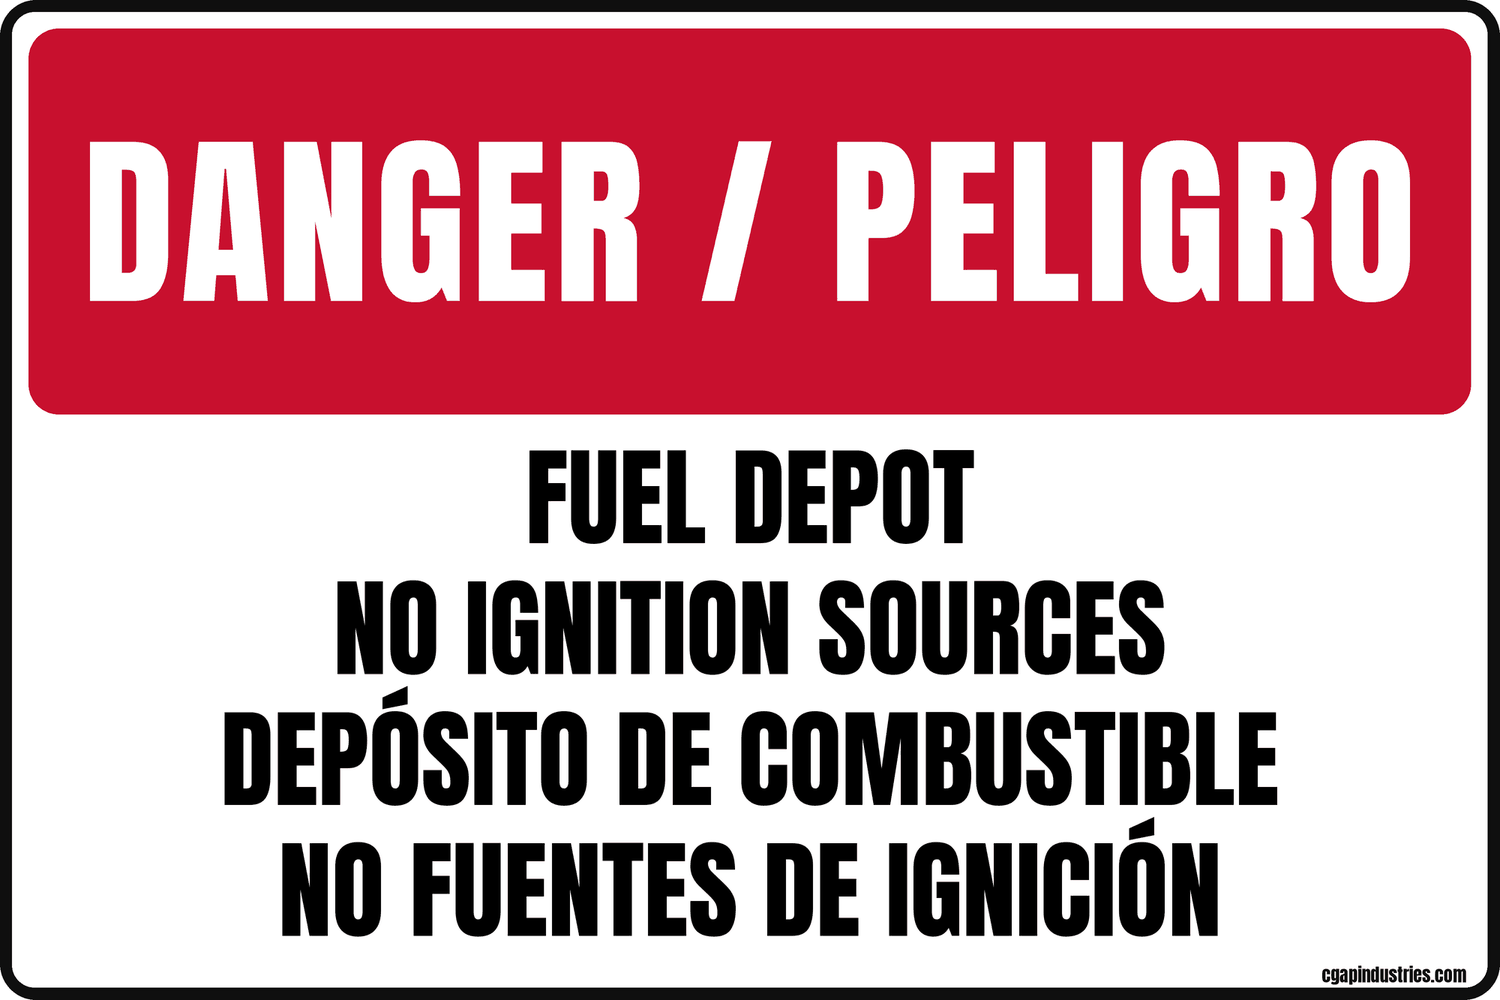 DANGER / PELIGRO
FUEL DEPOT
NO IGNITION SOURCES
DEPÓSITO DE COMBUSTIBLE
NO FUENTES DE IGNICIÓN
cgapindustries.com